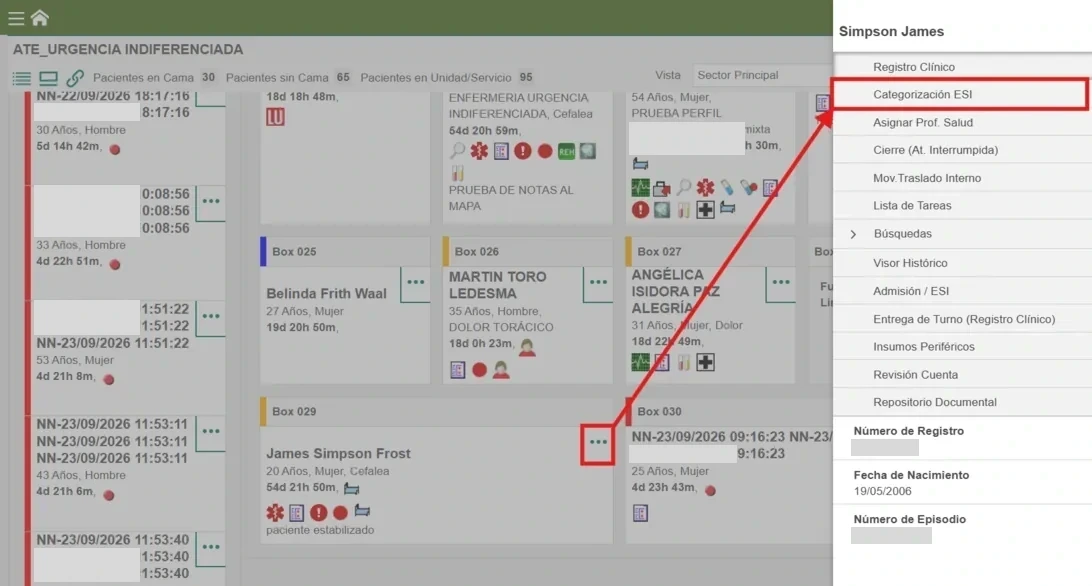 ATE_URGENCIA INDIFERENCIADA
Pacientes en Cama 30 Pacientes sin Cama 65 Pacientes en Unidad/Servicio 95
Vista Sector Principal
NN-22/09/2026 18:17:16
8:17:16
30 Años, Hombre
5d 14h 42m,
0:08:56
0:08:56
0:08:56
33 Años, Hombre
4d 22h 51m,
1:51:22
1:51:22
NN-23/09/2026 11:51:22
53 Años, Mujer
4d 21h 8m,
NN-23/09/2026 11:53:11
NN-23/09/2026 11:53:11
NN-23/09/2026 11:53:11
43 Años, Hombre
4d 21h 6m,
NN-23/09/2026 11:53:40
1:53:40
1:53:40
18d 18h 48m,
ENFERMERIA URGENCIA
INDIFERENCIADA, Cefalea
54d 20h 59m,
REH
PRUEBA DE NOTAS AL
MAPA
54 Años, Mujer,
PRUEBA PERFIL
mixta
h 30m,
Box 025
Belinda Frith Waal
27 Años, Mujer
19d 20h 50m,
Box 026
MARTIN TORO
LEDESMA
35 Años, Hombre,
DOLOR TORÁCICO
18d 0h 23m,
Box 027
ANGÉLICA
ISIDORA PAZ
ALEGRÍA
31 Años, Mujer, Dolor
18d 22h 49m,
Bo
Fu
Lin
Box 029
James Simpson Frost
20 Años, Mujer, Cefalea
54d 21h 50m,
paciente estabilizado
Box 030
NN-23/09/2026 09:16:23 NN-23/
9:16:23
25 Años, Mujer
4d 23h 43m,
Simpson James
Registro Clínico
Categorización ESI
Asignar Prof. Salud
Cierre (At. Interrumpida)
Mov.Traslado Interno
Lista de Tareas
Búsquedas
Visor Histórico
Admisión / ESI
Entrega de Turno (Registro Clínico)
Insumos Periféricos
Revisión Cuenta
Repositorio Documental
Número de Registro
Fecha de Nacimiento
19/05/2006
Número de Episodio